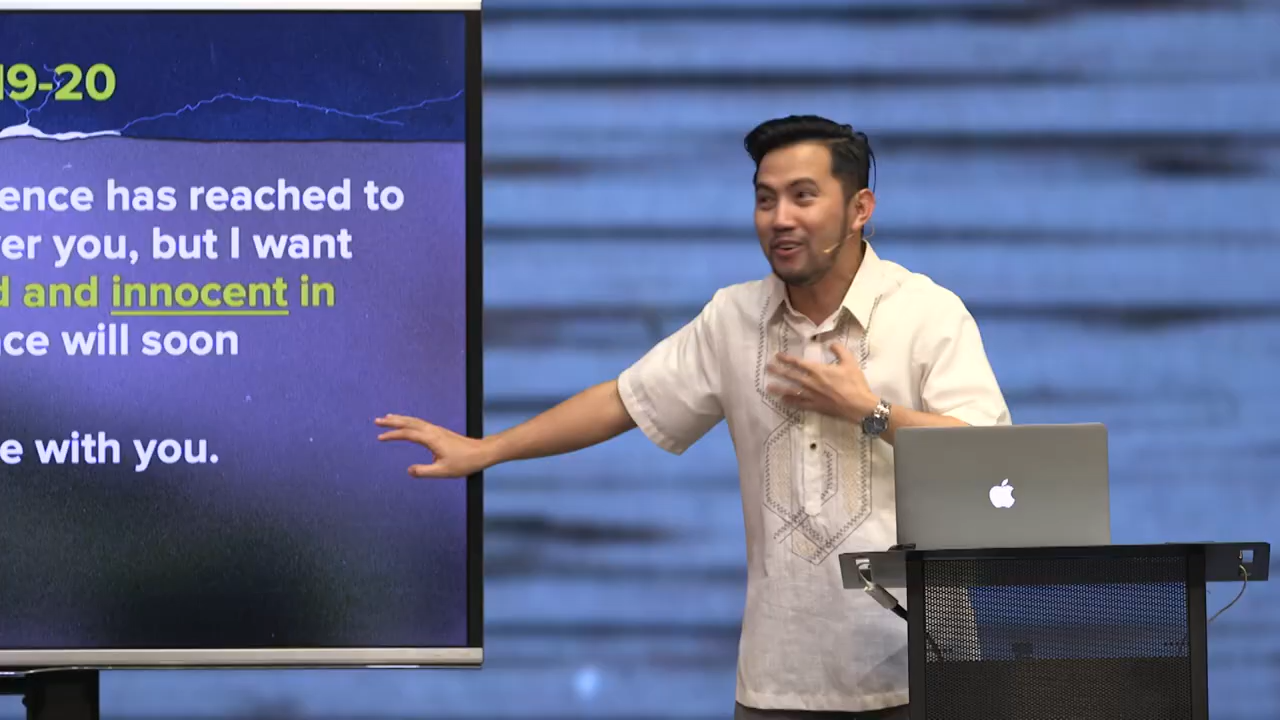 19-20
ence has reached to
er you, but I want
d and innocent in
ce will soon
e with you.